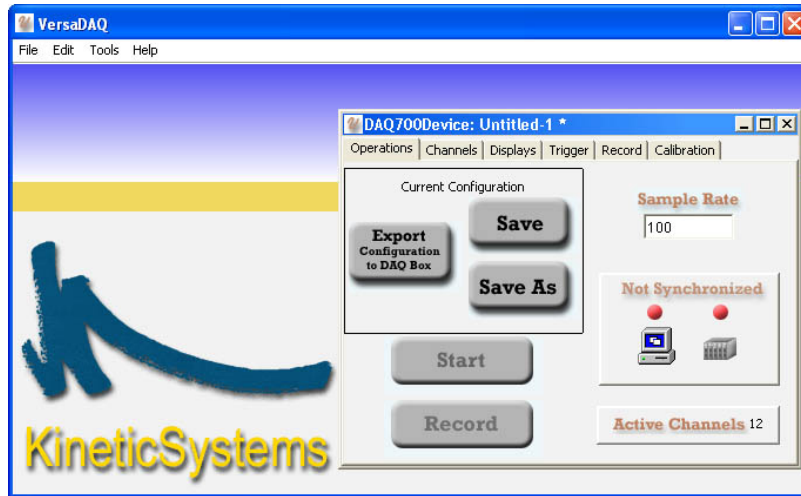 VersaDAQ
File Edit Tools Help
DAQ700Device: Untitled-1 *
Operations Channels Displays Trigger Record Calibration
Current Configuration
Export
Configuration
to DAQ Box
Save
Save As
Sample Rate
100
Not Synchronized
Start
Record
Active Channels 12
KineticSystems